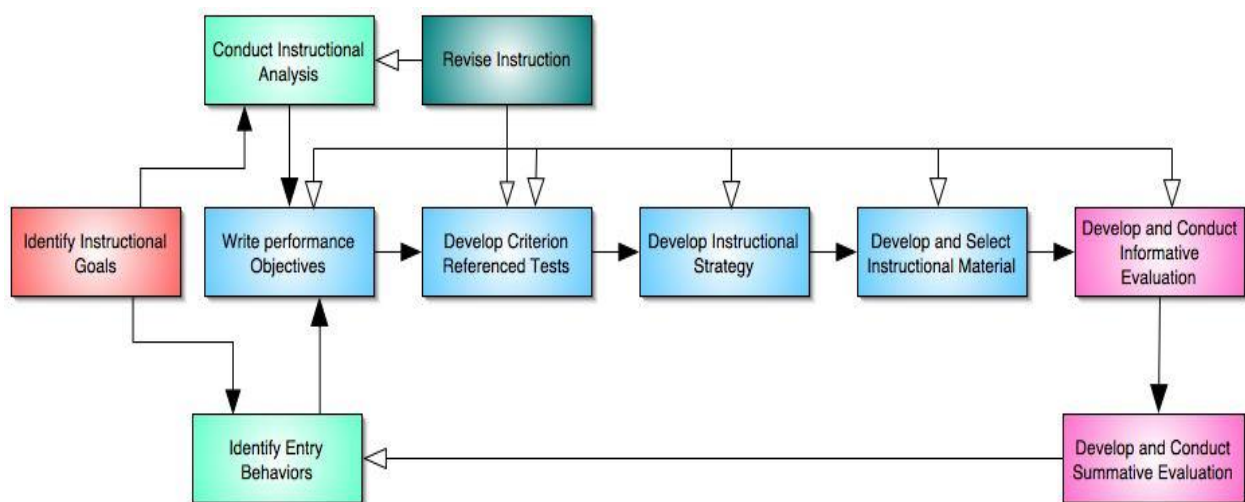 Conduct Instructional
Analysis
Revise Instruction
Identify Instructional
Goals
Write performance
Objectives
Develop Criterion
Referenced Tests
Develop Instructional
Strategy
Develop and Select
Instructional Material
Develop and Conduct
Informative
Evaluation
Identify Entry
Behaviors
Develop and Conduct
Summative Evaluation